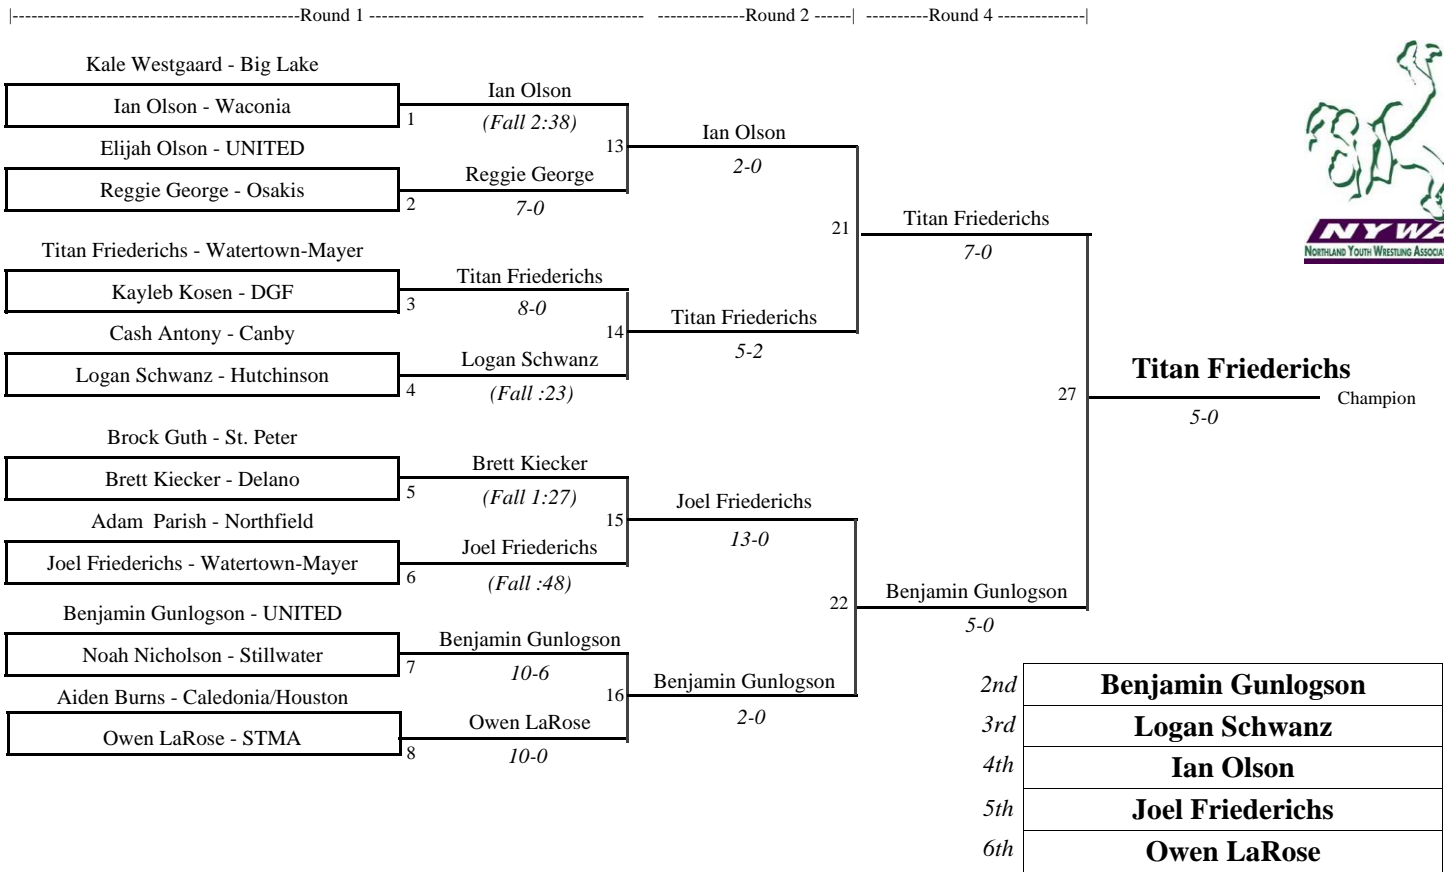 |-----------------------------------------Round 1 ---------------------------------------
--------------Round 2 ------|
----------Round 4 --------------|
Kale Westgaard - Big Lake
Ian Olson - Waconia
1
Elijah Olson - UNITED
Reggie George - Osakis
2
Titan Friederichs - Watertown-Mayer
Kayleb Kosen - DGF
3
Cash Antony - Canby
Logan Schwanz - Hutchinson
4
Brock Guth - St. Peter
Brett Kiecker - Delano
5
Adam  Parish - Northfield
Joel Friederichs - Watertown-Mayer
6
Benjamin Gunlogson - UNITED
Noah Nicholson - Stillwater
7
Aiden Burns - Caledonia/Houston
Owen LaRose - STMA
8
Ian Olson
(Fall 2:38)
13
Reggie George
7-0
Titan Friederichs
8-0
14
Logan Schwanz
(Fall :23)
Brett Kiecker
(Fall 1:27)
15
Joel Friederichs
(Fall :48)
Benjamin Gunlogson
10-6
16
Owen LaRose
10-0
Ian Olson
2-0
21
Titan Friederichs
5-2
Joel Friederichs
13-0
22
Benjamin Gunlogson
2-0
Titan Friederichs
7-0
27
Benjamin Gunlogson
5-0
NYWA
NORTHLAND YOUTH WRESTLING ASSOCIAT
Titan Friederichs
Champion
5-0
2nd Benjamin Gunlogson
3rd Logan Schwanz
4th Ian Olson
5th Joel Friederichs
6th Owen LaRose